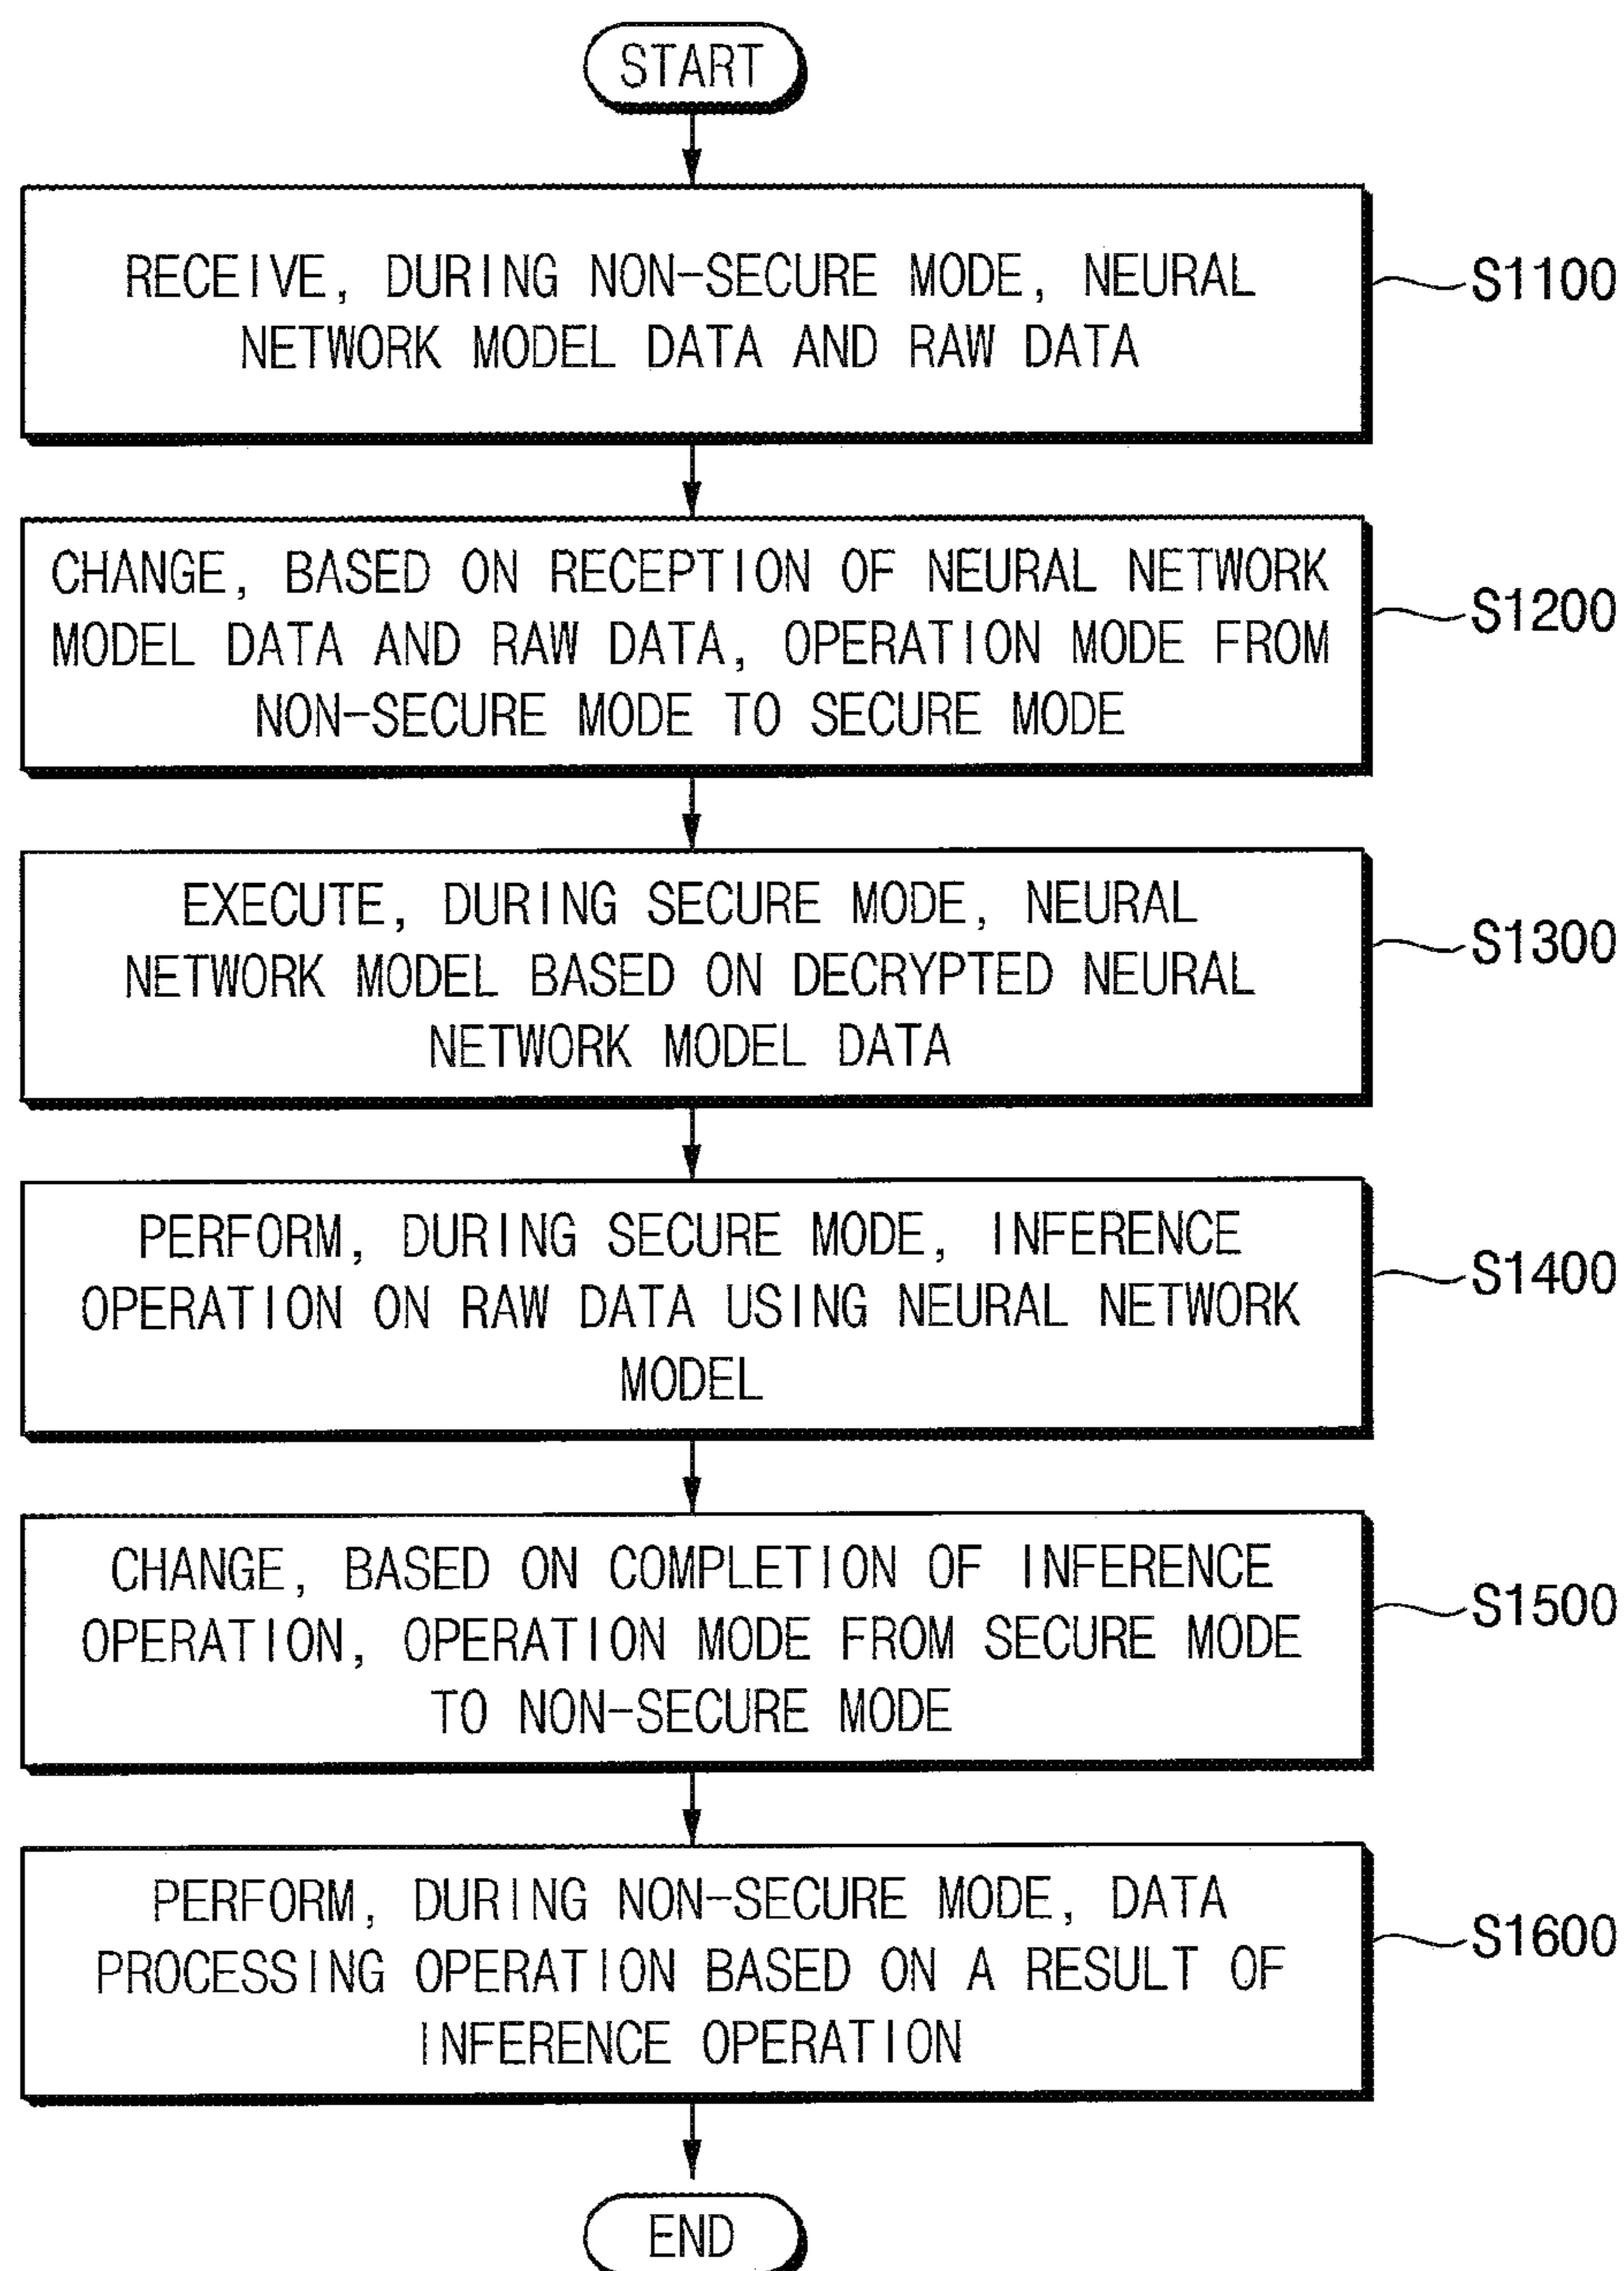 START
RECEIVE, DURING NON-SECURE MODE, NEURAL
NETWORK MODEL DATA AND RAW DATA
S1100
CHANGE, BASED ON RECEPTION OF NEURAL NETWORK
MODEL DATA AND RAW DATA, OPERATION MODE FROM
NON-SECURE MODE TO SECURE MODE
S1200
EXECUTE, DURING SECURE MODE, NEURAL
NETWORK MODEL BASED ON DECRYPTED NEURAL
NETWORK MODEL DATA
S1300
PERFORM, DURING SECURE MODE, INFERENCE
OPERATION ON RAW DATA USING NEURAL NETWORK
MODEL
S1400
CHANGE, BASED ON COMPLETION OF INFERENCE
OPERATION, OPERATION MODE FROM SECURE MODE
TO NON-SECURE MODE
S1500
PERFORM, DURING NON-SECURE MODE, DATA
PROCESSING OPERATION BASED ON A RESULT OF
INFERENCE OPERATION
S1600
END